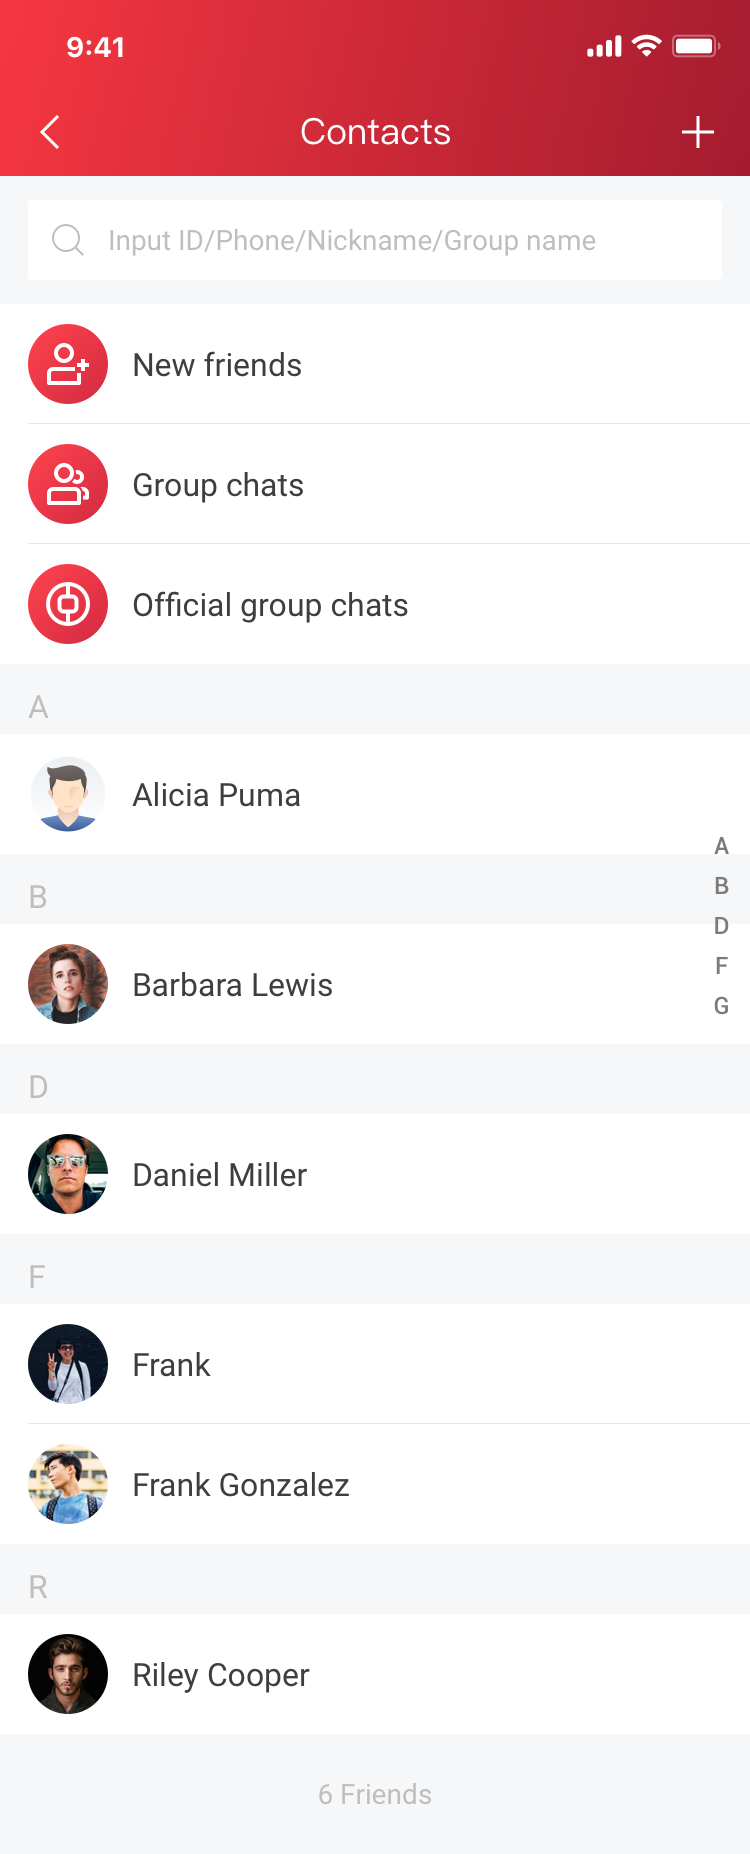 9:41
Contacts
Input ID/Phone/Nickname/Group name
New friends
Group chats
Official group chats
A
Alicia Puma
A
B
B
D
Barbara Lewis
F
G
D
Daniel Miller
F
Frank
Frank Gonzalez
R
Riley Cooper
6 Friends